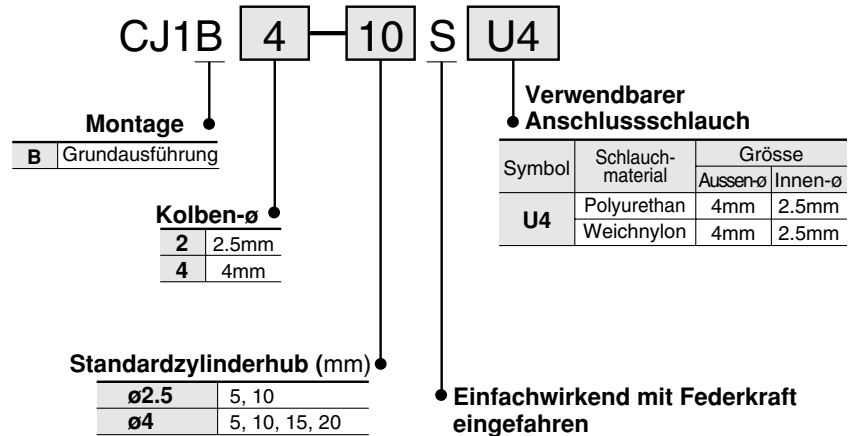 CJ1B 4 — 10 S U4
Montage
B Grundausführung
Verwendbarer
Anschlussschlauch
Symbol Schlauch-material Grösse
Aussen-ø Innen-ø
U4 Polyurethan 4mm 2.5mm
Weichnylon 4mm 2.5mm
Kolben-ø
2 2.5mm
4 4mm
Standardzylinderhub (mm)
ø2.5 5, 10
ø4 5, 10, 15, 20
Einfachwirkend mit Federkraft
eingefahren